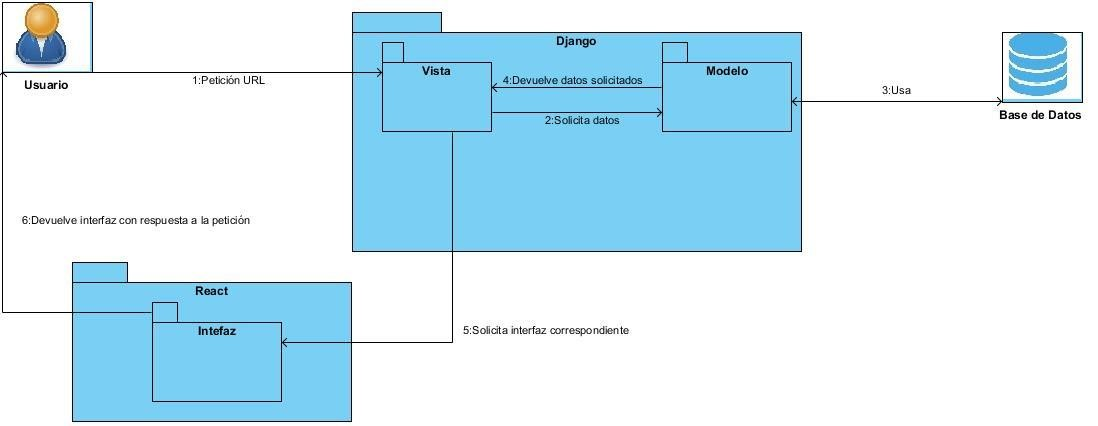 Django
Vista
Modelo
4:Devuelve datos solicitados
1:Petición URL
Usuario
2:Solicita datos
3:Usa
Base de Datos
6:Devuelve interfaz con respuesta a la petición
React
Intefaz
5:Solicita interfaz correspondiente